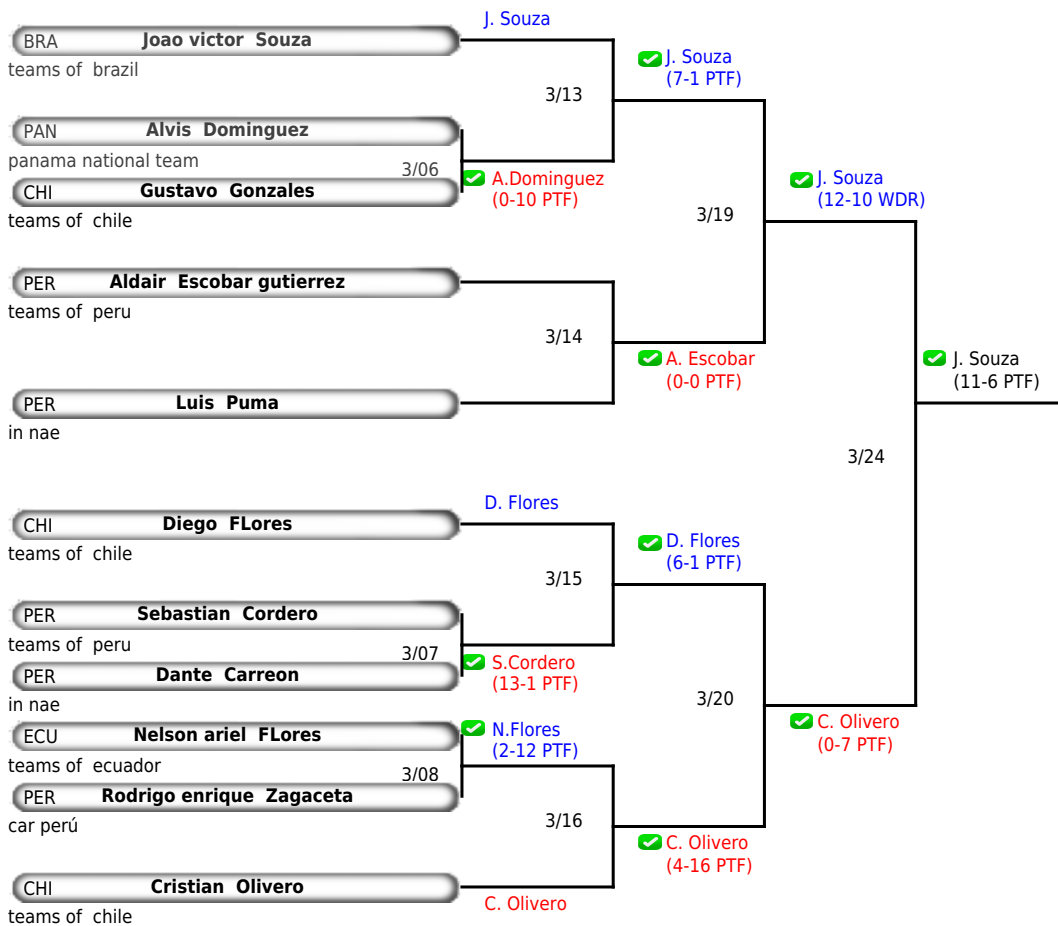 J. Souza
BRA Joao victor Souza
teams of brazil
J. Souza
(7-1 PTF)
3/13
PAN Alvis Dominguez
panama national team
3/06
A.Dominguez
(0-10 PTF)
CHI Gustavo Gonzales
teams of chile
J. Souza
(12-10 WDR)
3/19
PER Aldair Escobar gutierrez
teams of peru
3/14
A. Escobar
(0-0 PTF)
J. Souza
(11-6 PTF)
PER Luis Puma
in nae
3/24
D. Flores
CHI Diego FLores
teams of chile
D. Flores
(6-1 PTF)
3/15
PER Sebastian Cordero
teams of peru
3/07
S.Cordero
(13-1 PTF)
PER Dante Carreon
in nae
3/20
C. Olivero
(0-7 PTF)
N.Flores
(2-12 PTF)
ECU Nelson ariel FLores
teams of ecuador
3/08
PER Rodrigo enrique Zagaceta
car perú
3/16
C. Olivero
(4-16 PTF)
CHI Cristian Olivero
teams of chile
C. Olivero